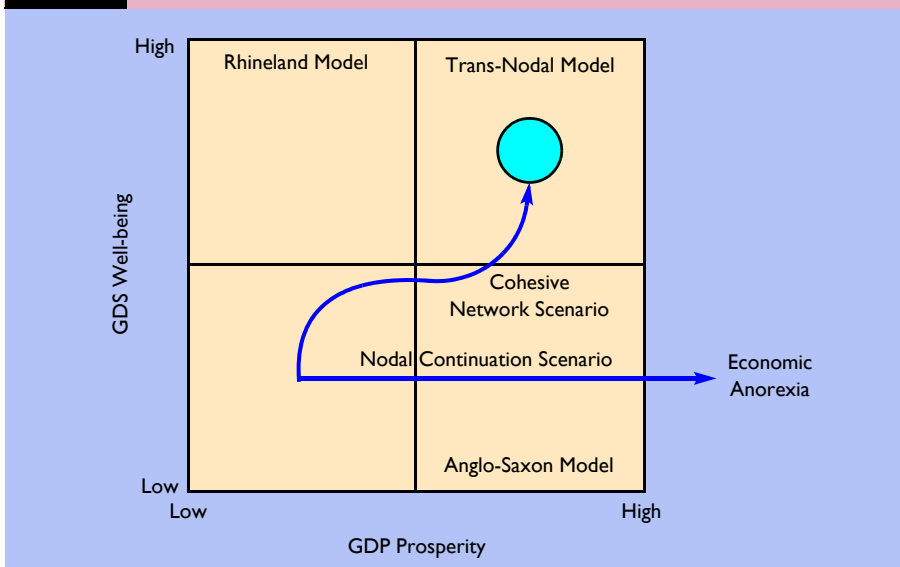 High
Rhineland Model
Trans-Nodal Model
GDS Well-being
Cohesive
Network Scenario
Nodal Continuation Scenario
Economic
Anorexia
Anglo-Saxon Model
Low
Low
High
GDP Prosperity